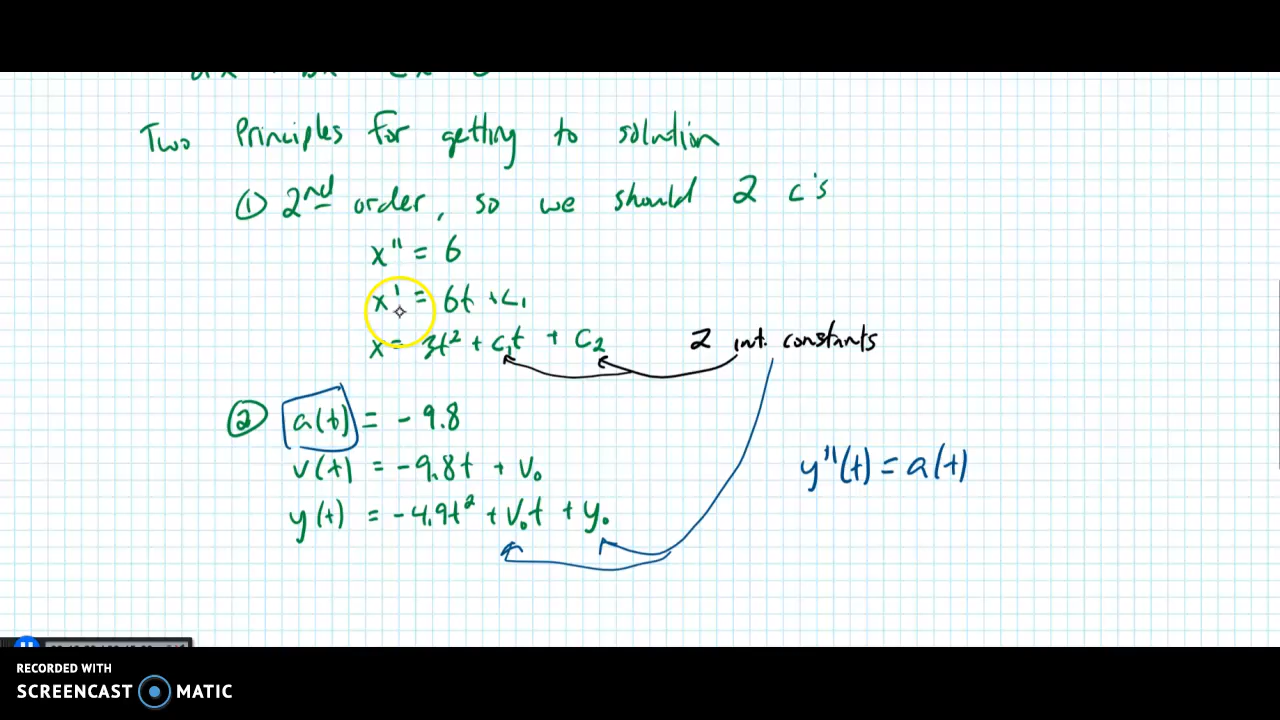 Two Principles for getting to solution
① 2nd order, so we should 2 c's
x" = 6
x' = 6t + C₁
x = 3t² + C₁t + C₂ 2 int. constants
② a(t) = -9.8
v(t) = -9.8t + V₀
y"(t) = a(t)
y(t) = -4.9t² + V₀t + y₀
RECORDED WITH
SCREENCAST MATIC